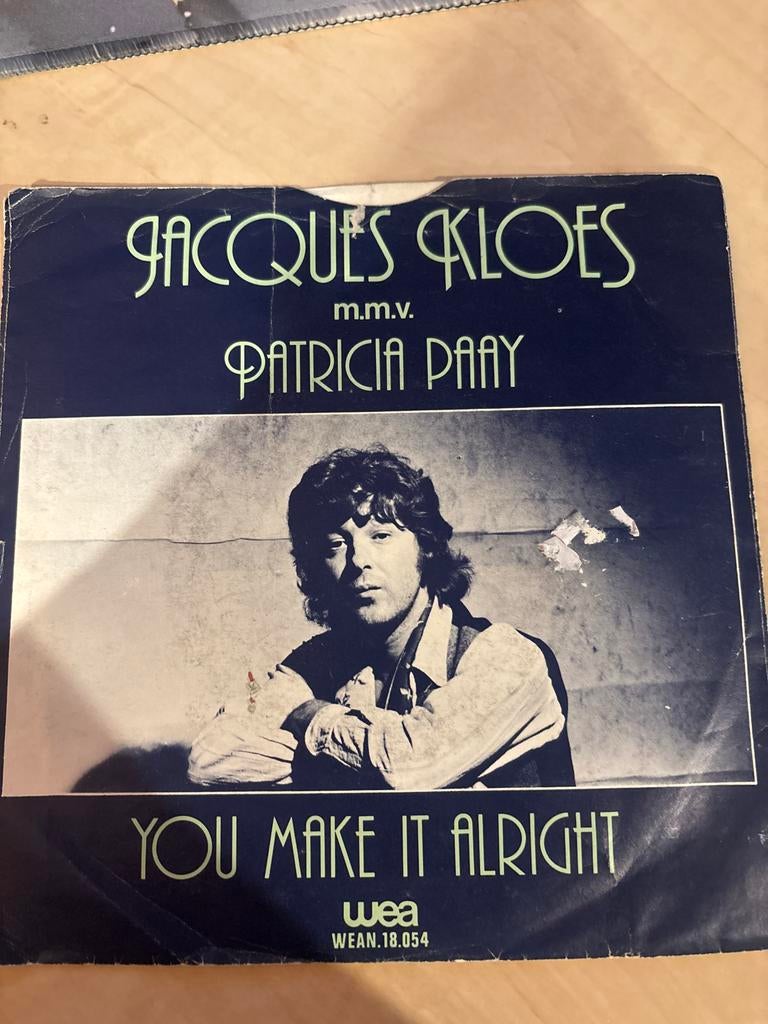 JACQUES KLOES
m.m.v.
PATRICIA PAAY
YOU MAKE IT ALRIGHT
wea
WEAN.18.054